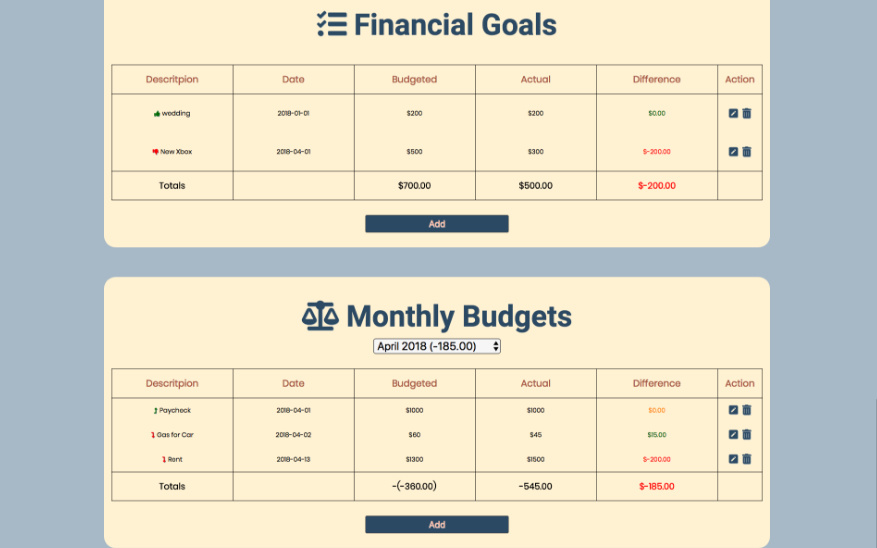 Financial Goals
Descritpion Date Budgeted Actual Difference Action
wedding 2018-01-01 $200 $200 $0.00
New Xbox 2018-04-01 $500 $300 $-200.00
Totals $700.00 $500.00 $-200.00
Add
Monthly Budgets
April 2018 (-185.00)
Descritpion Date Budgeted Actual Difference Action
Paycheck 2018-04-01 $1000 $1000 $0.00
Gas for Car 2018-04-02 $60 $45 $15.00
Rent 2018-04-13 $1300 $1500 $-200.00
Totals -(-360.00) -545.00 $-185.00
Add